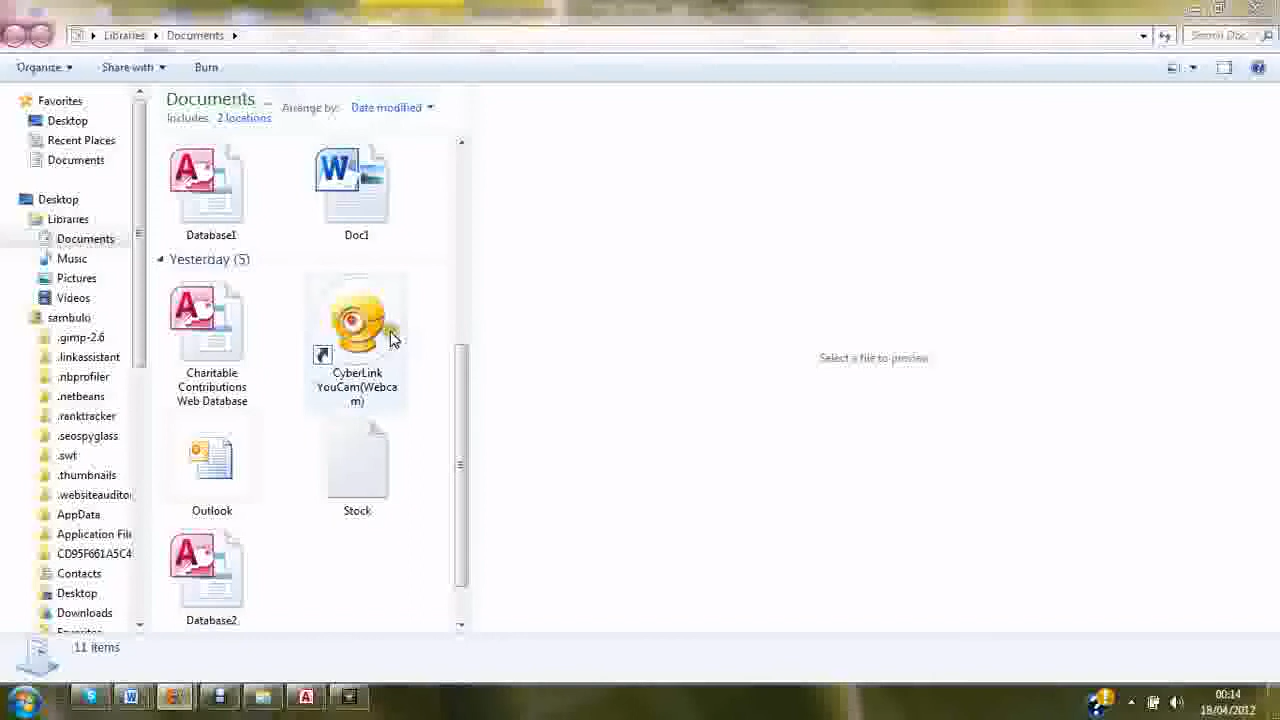 Libraries Documents
Search Doc...
Organize Share with Burn
Documents ...
Includes: 2 locations
Arrange by: Date modified
Favorites
Desktop
Recent Places
Documents
Desktop
Libraries
Documents
Music
Pictures
Videos
sambulo
.gimp-2.6
.linkassistant
.nbprofiler
.netbeans
.ranktracker
.seospyglass
.swt
.thumbnails
.websiteauditor
AppData
Application File
CD95F661A5C4
Contacts
Desktop
Downloads
Favorites
Database1
Doc1
Yesterday (5)
Charitable
Contributions
Web Database
CyberLink
YouCam(Webca
m)
Outlook
Stock
Database2
Select a file to preview.
11 items
00:14
18/04/2012